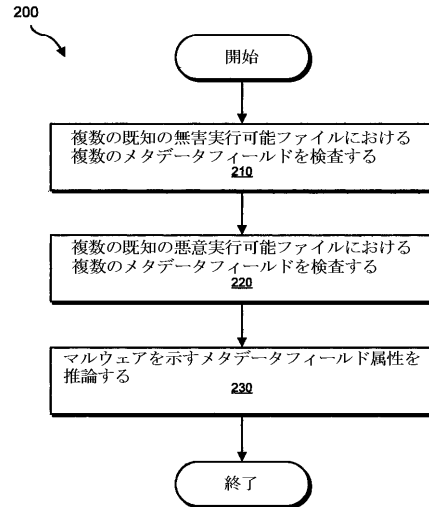 200
開始
複数の既知の無害実行可能ファイルにおける
複数のメタデータフィールドを検査する
210
複数の既知の悪意実行可能ファイルにおける
複数のメタデータフィールドを検査する
220
マルウェアを示すメタデータフィールド属性を
推論する
230
終了